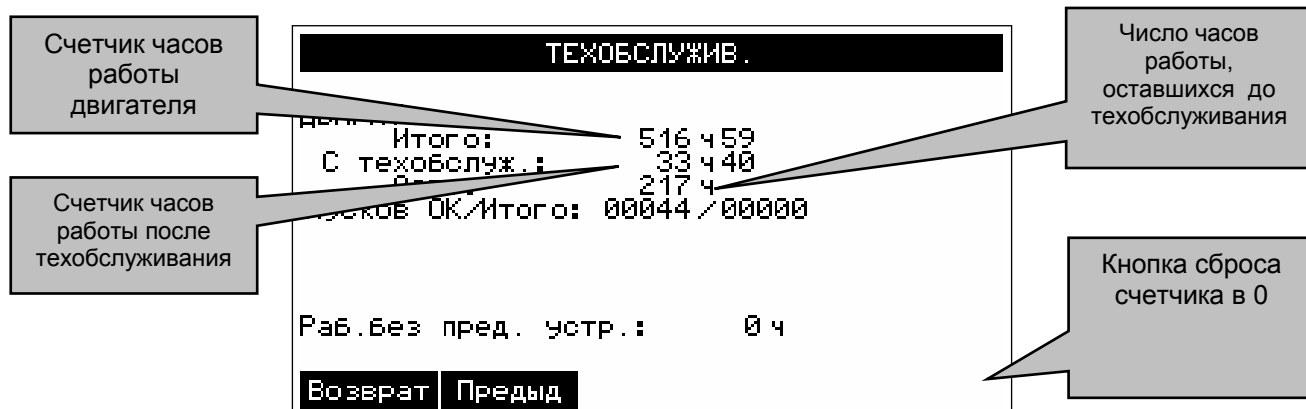 Счетчик часов
работы
двигателя
Счетчик часов
работы после
техобслуживания
ТЕХОБСЛУЖИВ.
Итого: 516 ч 59
С техобслуж.: 33 ч 40
217 ч
ОК/Итого: 00044/00000
Раб.без пред. устр.: 0 ч
Возврат Предыд
Число часов
работы,
оставшихся до
техобслуживания
Кнопка сброса
счетчика в 0